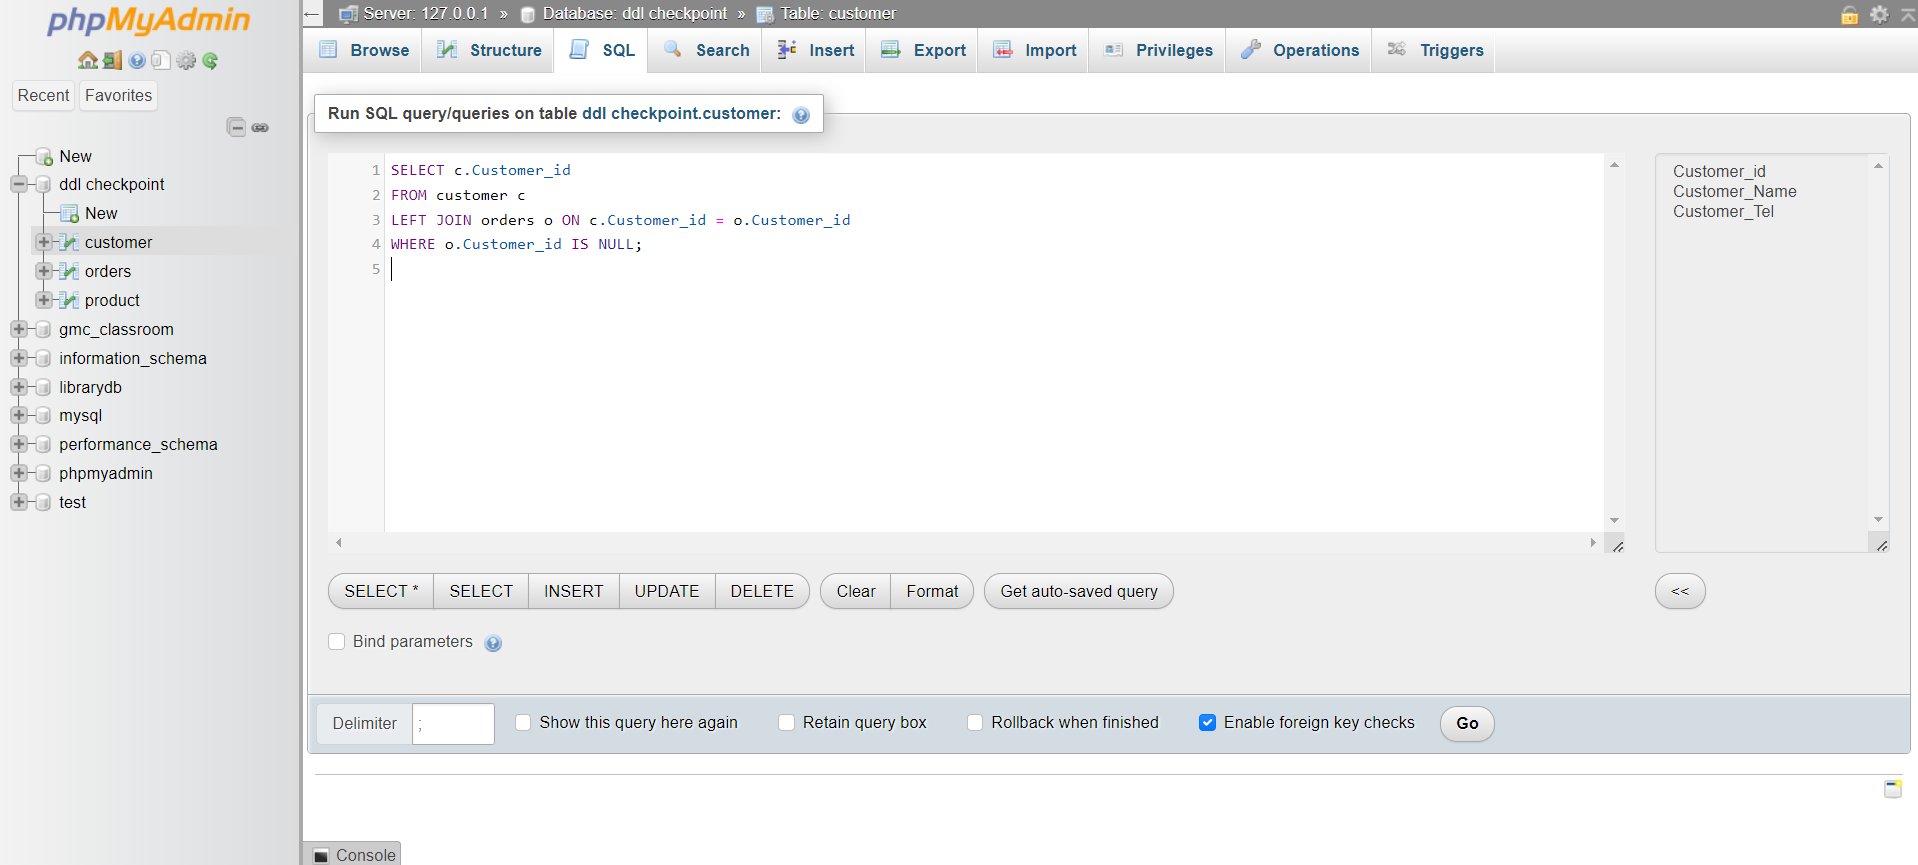 phpMyAdmin
Recent Favorites
New
ddl checkpoint
New
customer
orders
product
gmc_classroom
information_schema
librarydb
mysql
performance_schema
phpmyadmin
test
← Server: 127.0.0.1 » Database: ddl checkpoint » Table: customer
Browse Structure SQL Search Insert Export Import Privileges Operations Triggers
Run SQL query/queries on table ddl checkpoint.customer:
1 SELECT c.Customer_id
2 FROM customer c
3 LEFT JOIN orders o ON c.Customer_id = o.Customer_id
4 WHERE o.Customer_id IS NULL;
5
Customer_id
Customer_Name
Customer_Tel
SELECT * SELECT INSERT UPDATE DELETE Clear Format Get auto-saved query <<
Bind parameters
Delimiter ; Show this query here again Retain query box Rollback when finished Enable foreign key checks Go
Console